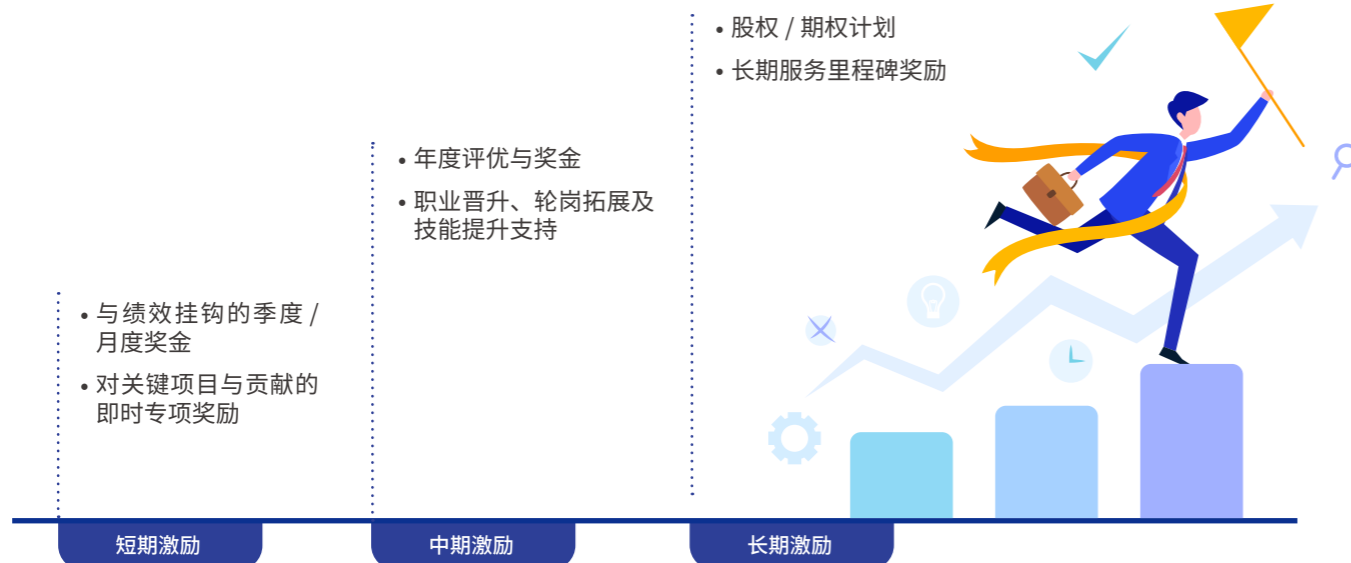 • 股权 / 期权计划
• 长期服务里程碑奖励
• 年度评优与奖金
• 职业晋升、轮岗拓展及
技能提升支持
• 与绩效挂钩的季度 /
月度奖金
• 对关键项目与贡献的
即时专项奖励
短期激励
中期激励
长期激励